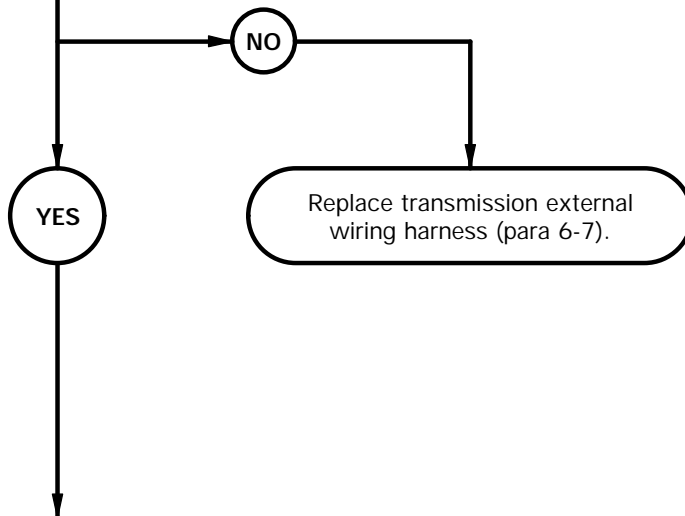 NO
YES
Replace transmission external
wiring harness (para 6-7).